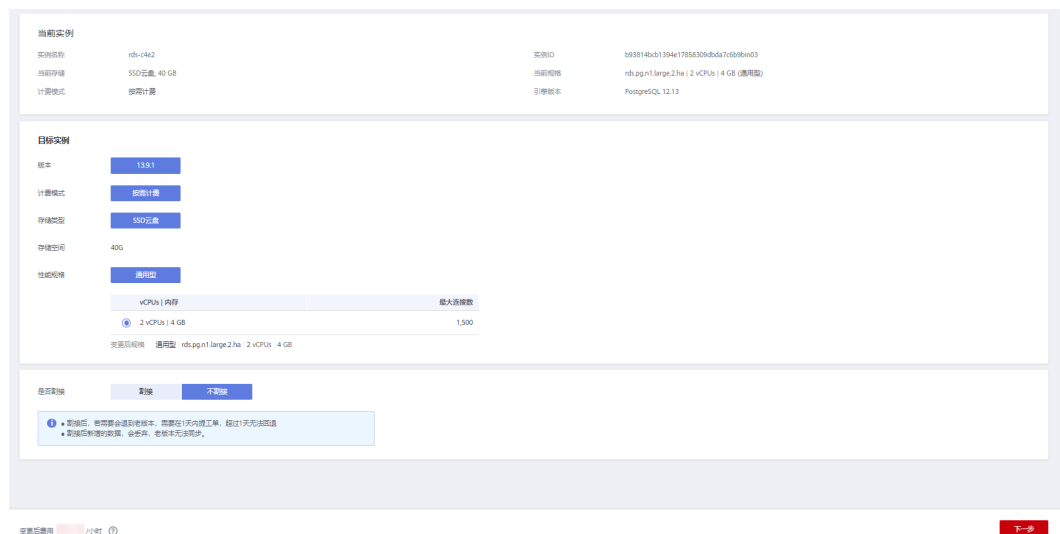 当前实例
实例名称 rds-c4e2 实例ID b93814bcb1394e17858309dbda7c6b9bin03
当前存储 SSD云盘, 40 GB 当前规格 rds.pg.n1.large.2.ha | 2 vCPUs | 4 GB (通用型)
计费模式 按需计费 引擎版本 PostgreSQL 12.13
目标实例
版本 13.9.1
计费模式 按需计费
存储类型 SSD云盘
存储空间 40G
性能规格 通用型
vCPUs | 内存 最大连接数
2 vCPUs | 4 GB 1,500
变更后规格 通用型 | rds.pg.n1.large.2.ha | 2 vCPUs | 4 GB
是否割接 割接 不割接
• 割接后，若需要会退到老版本，需要在1天内提工单，超过1天无法回退
• 割接后新增的数据，会丢弃，老版本无法同步。
变更后费用 /小时
下一步